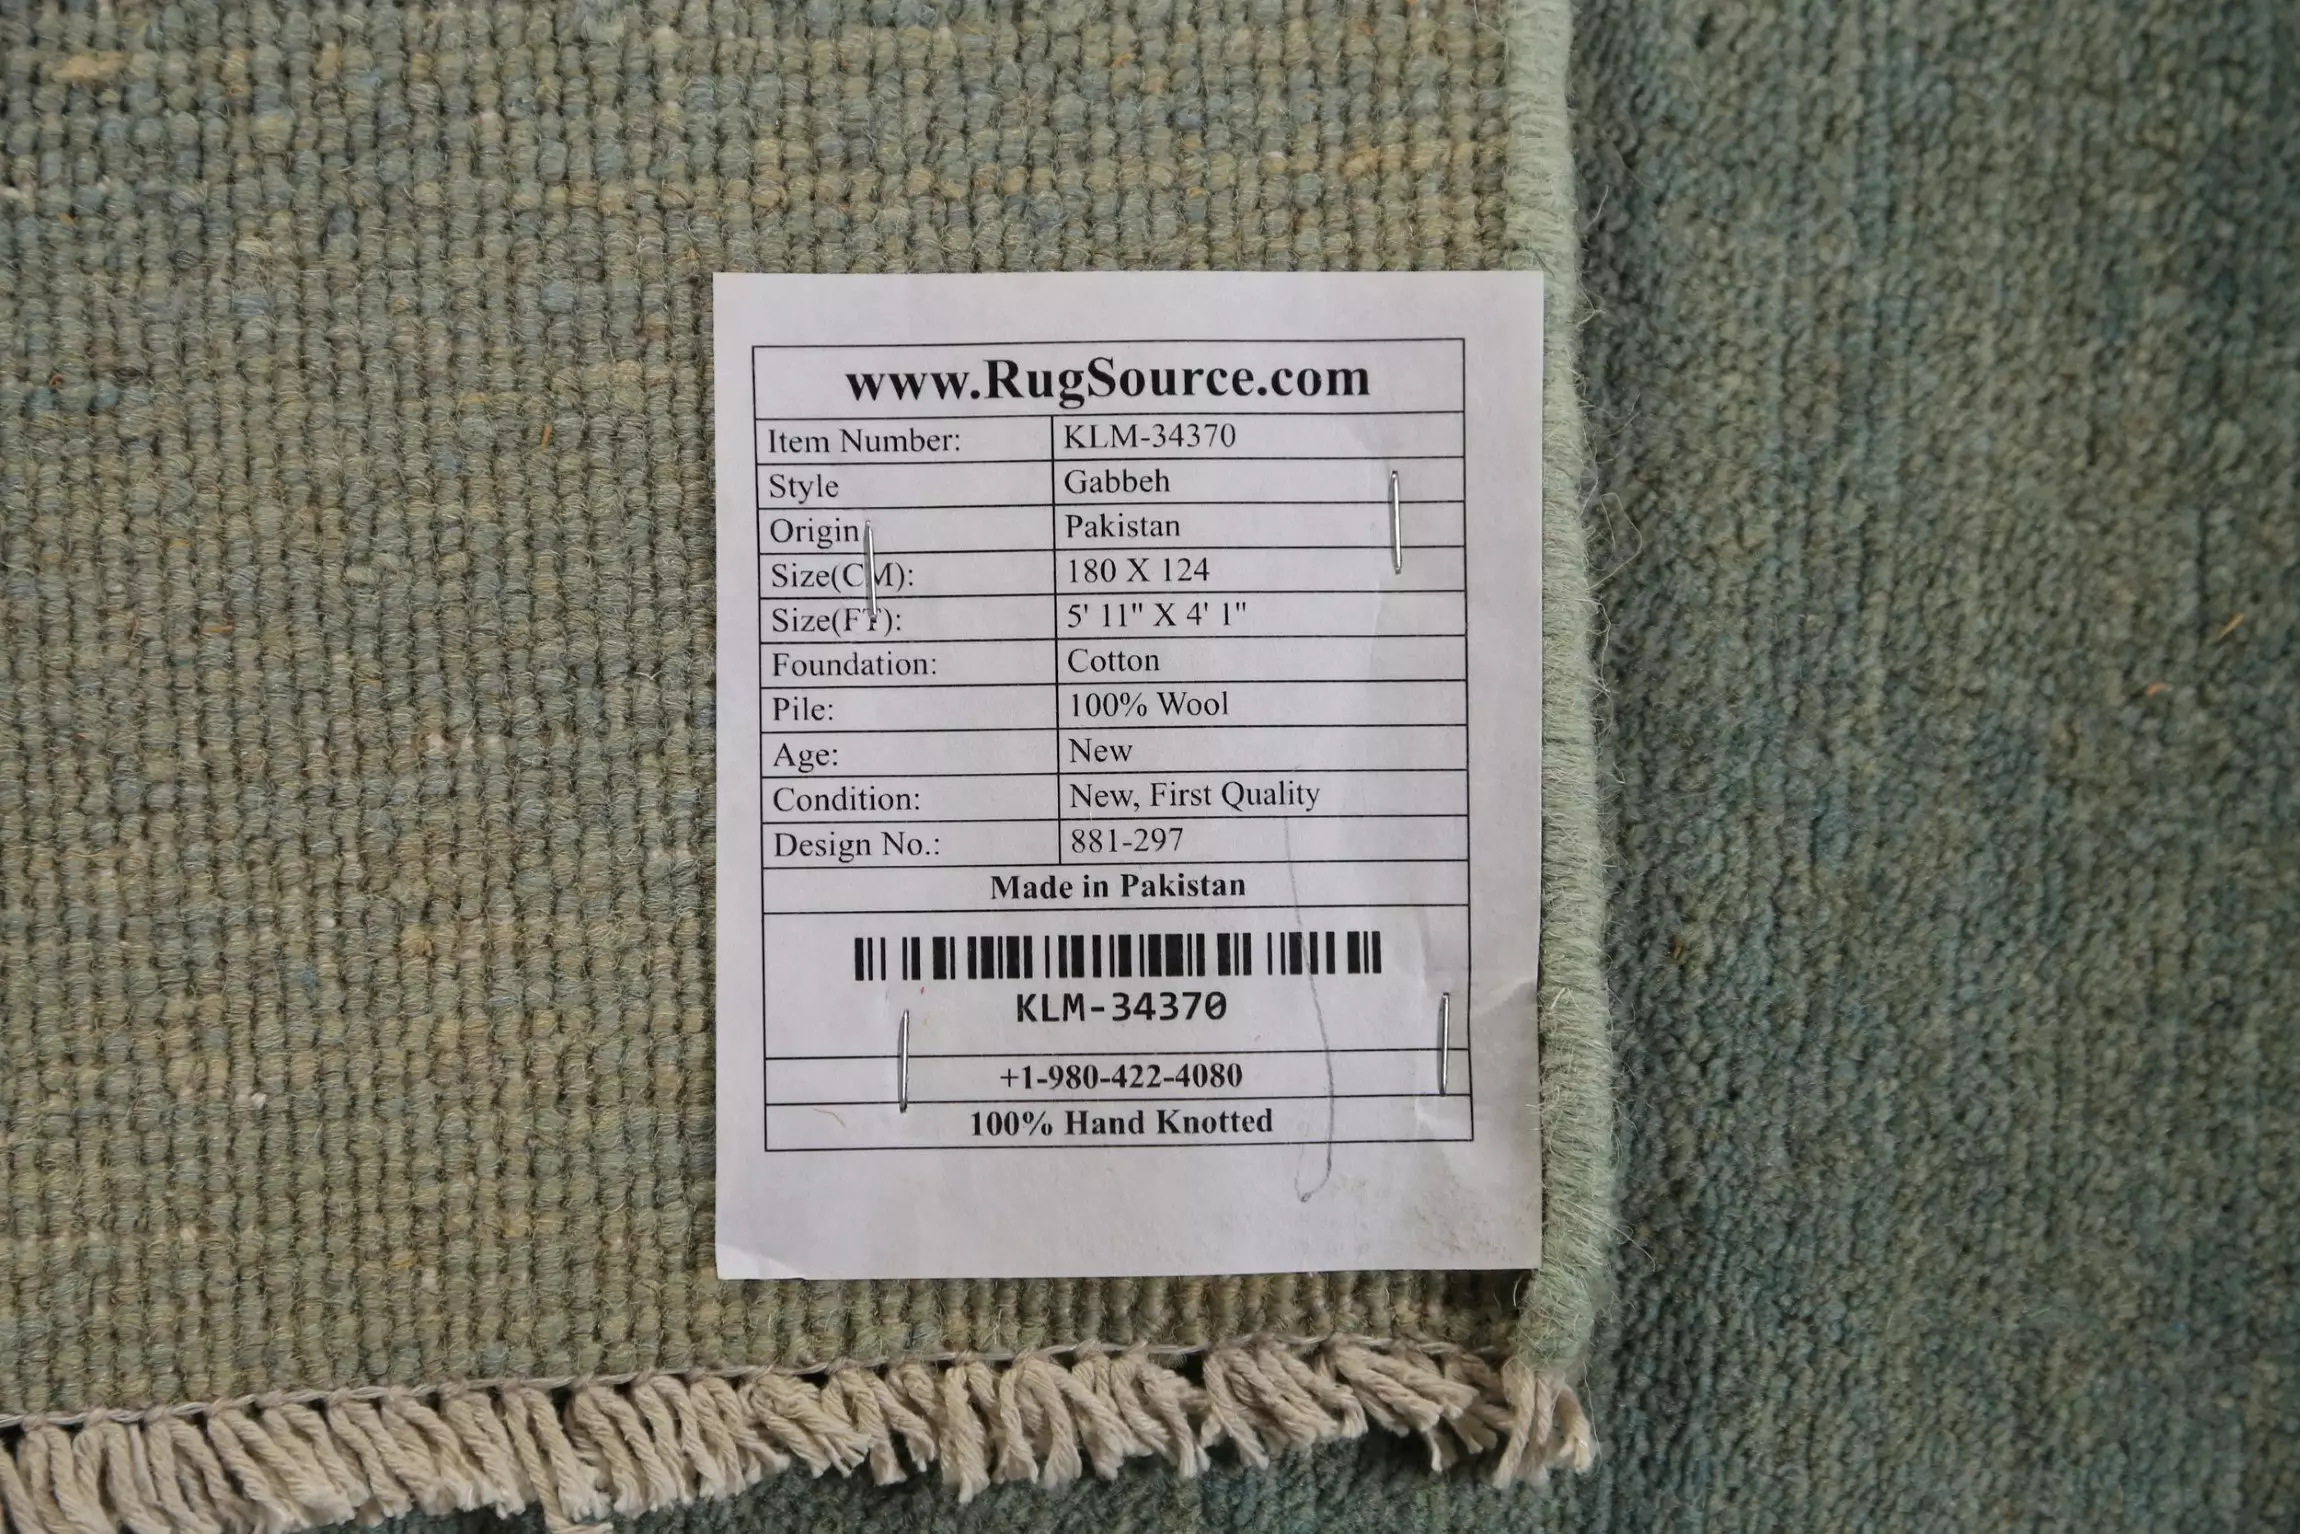 www.RugSource.com
Item Number: KLM-34370
Style Gabbeh
Origin Pakistan
Size(CM): 180 X 124
Size(FT): 5' 11" X 4' 1"
Foundation: Cotton
Pile: 100% Wool
Age: New
Condition: New, First Quality
Design No.: 881-297
Made in Pakistan
KLM-34370
+1-980-422-4080
100% Hand Knotted